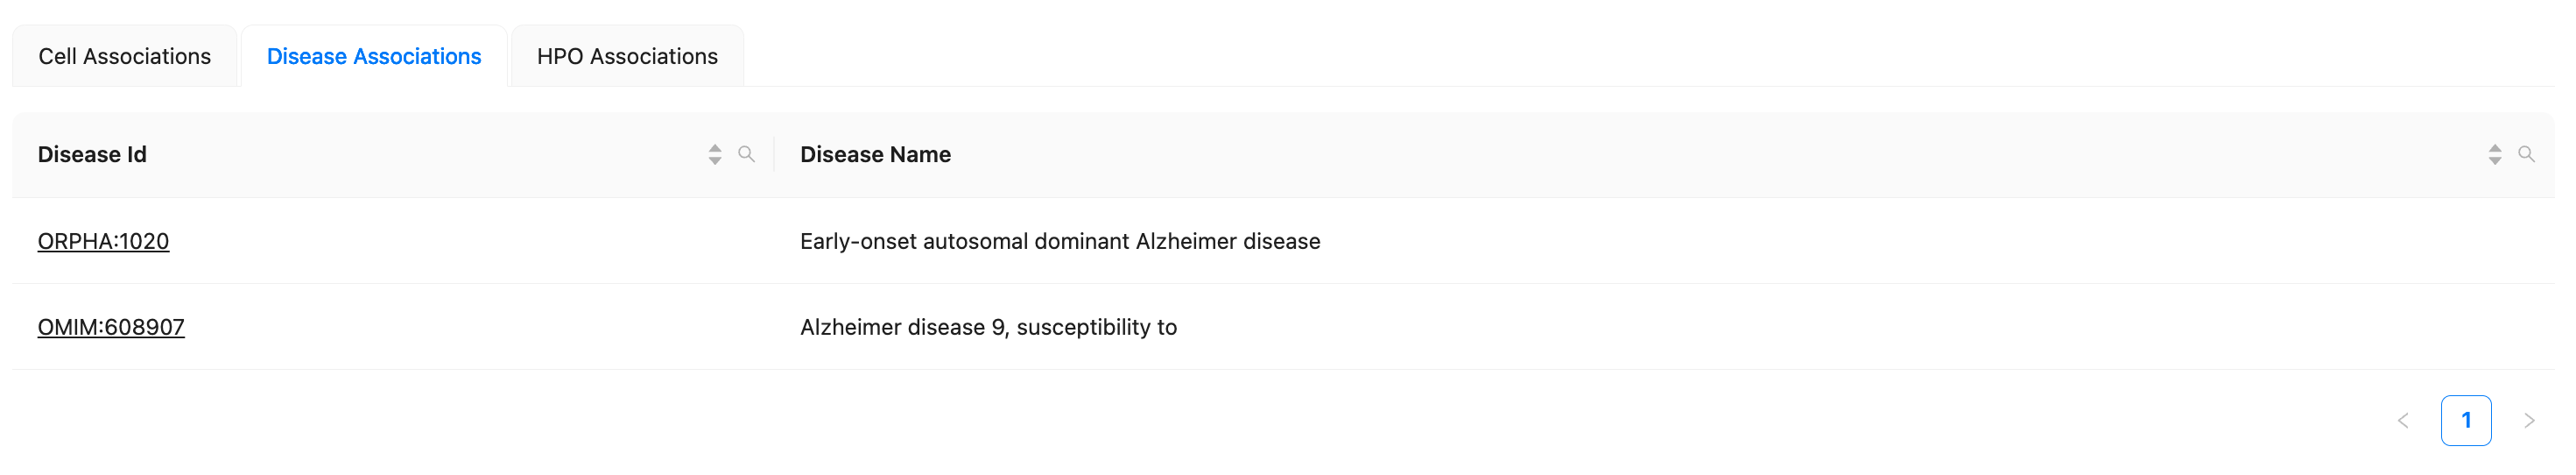 Cell Associations Disease Associations HPO Associations
Disease Id Disease Name
ORPHA:1020 Early-onset autosomal dominant Alzheimer disease
OMIM:608907 Alzheimer disease 9, susceptibility to
1